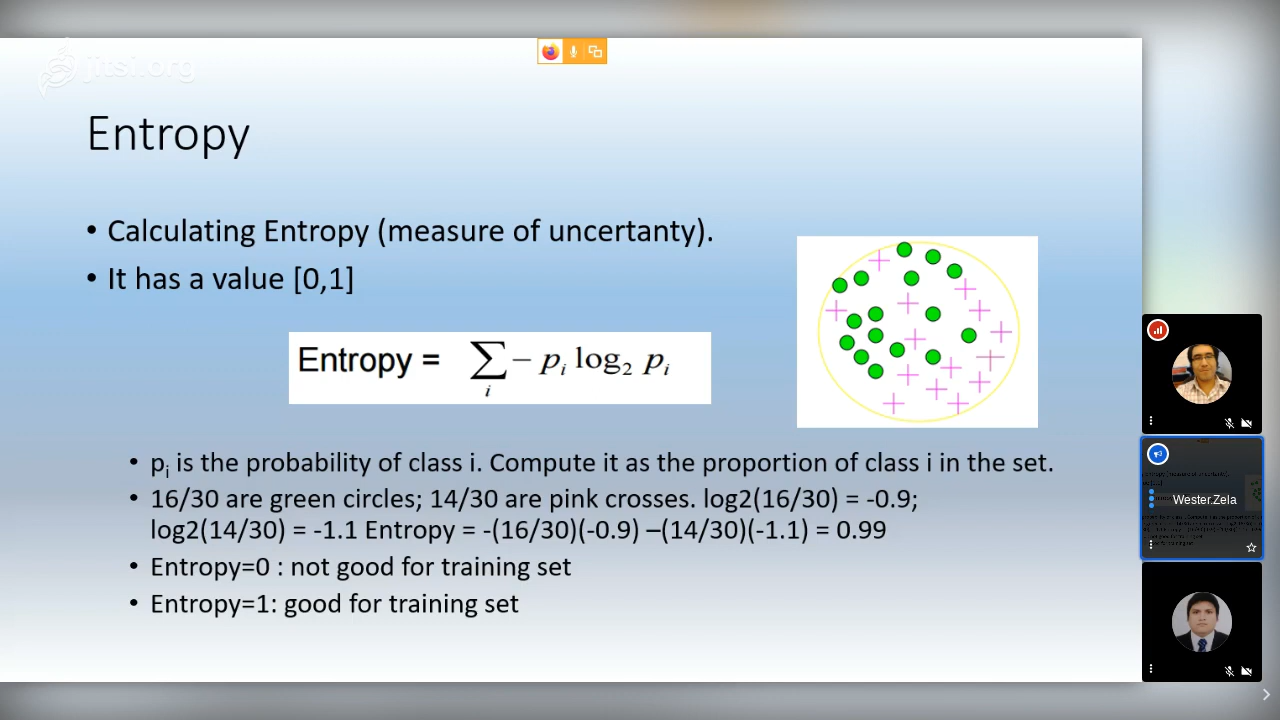 jitsi.org
Entropy
• Calculating Entropy (measure of uncertanty).
• It has a value [0,1]
Entropy = ∑ − pᵢ log₂ pᵢ
i
• pᵢ is the probability of class i. Compute it as the proportion of class i in the set.
• 16/30 are green circles; 14/30 are pink crosses. log2(16/30) = -0.9;
log2(14/30) = -1.1 Entropy = -(16/30)(-0.9) –(14/30)(-1.1) = 0.99
• Entropy=0 : not good for training set
• Entropy=1: good for training set
Wester.Zela